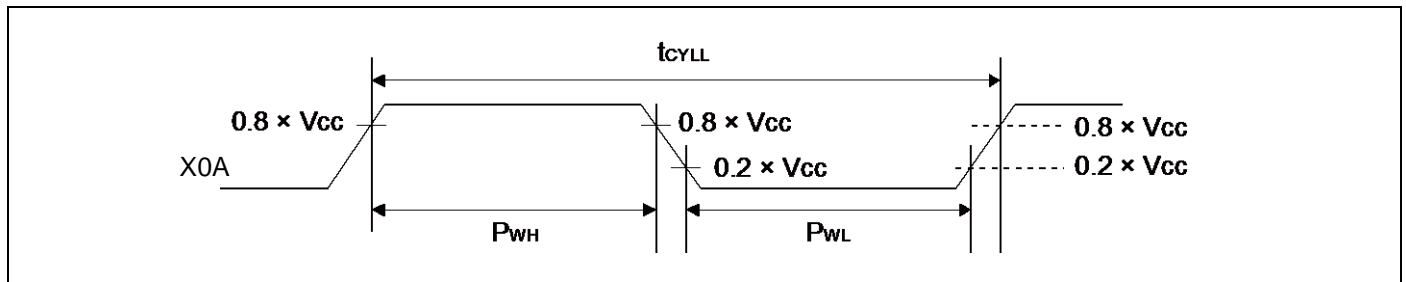 tCYLL
0.8 × Vcc
0.8 × Vcc
0.8 × Vcc
X0A
0.2 × Vcc
0.2 × Vcc
PWH
PWL